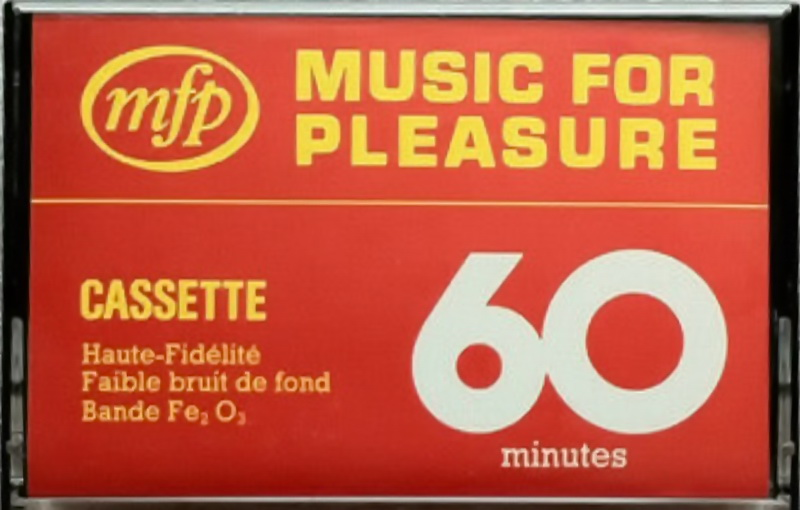 mfp
MUSIC FOR
PLEASURE
CASSETTE
Haute-Fidélité
Faible bruit de fond
Bande Fe₂ O₃
60
minutes